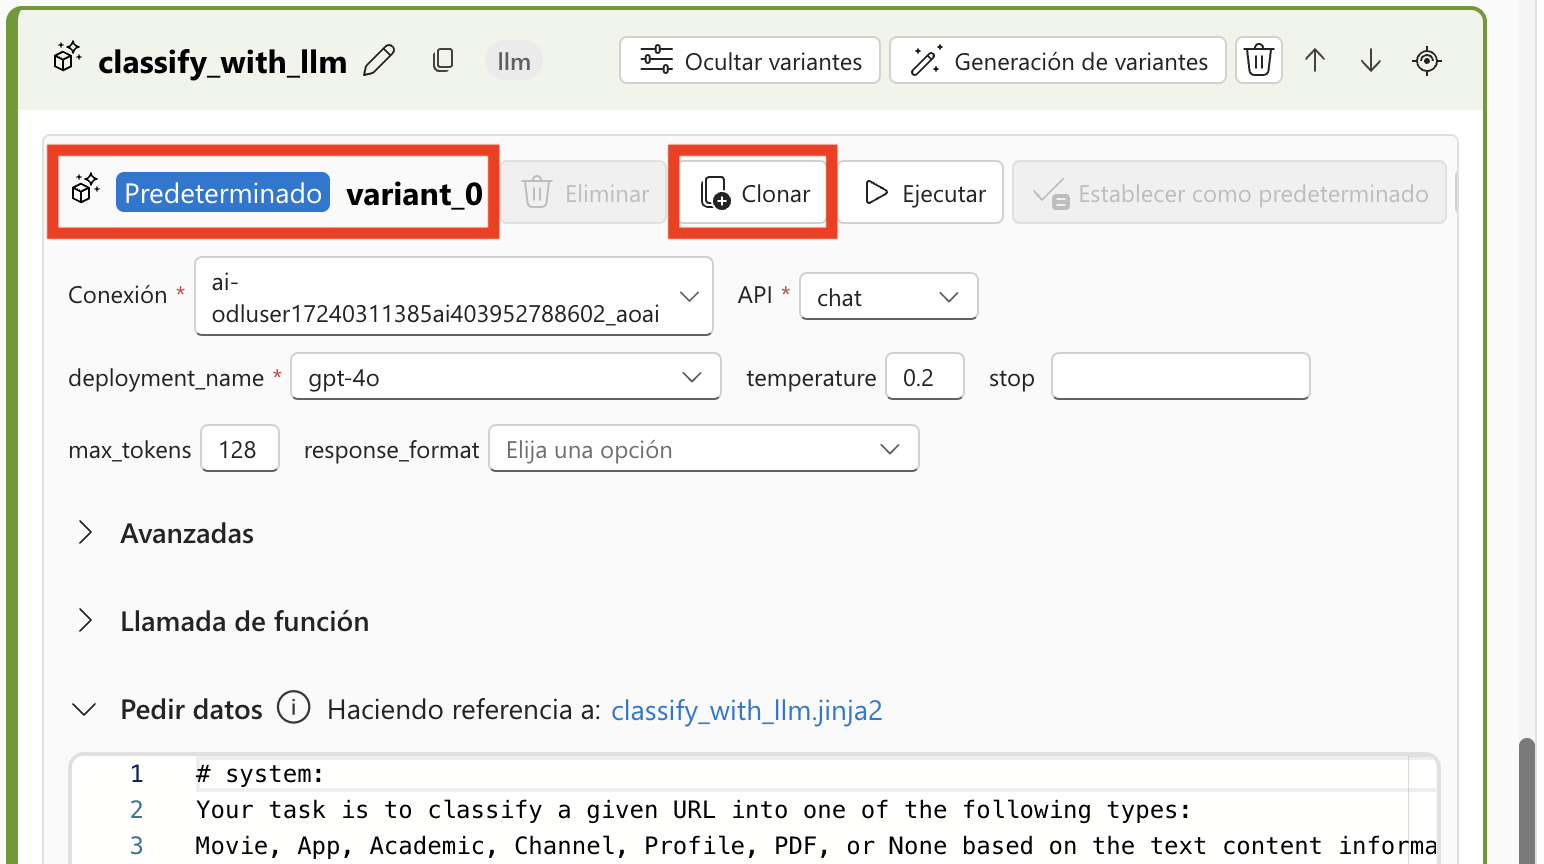 classify_with_llm llm Ocultar variantes Generación de variantes
Predeterminado variant_0 Eliminar Clonar Ejecutar Establecer como predeterminado
Conexión * ai-
odluser17240311385ai403952788602_aoai API * chat
deployment_name * gpt-4o temperature 0.2 stop
max_tokens 128 response_format Elija una opción
Avanzadas
Llamada de función
Pedir datos Haciendo referencia a: classify_with_llm.jinja2
1 # system:
2 Your task is to classify a given URL into one of the following types:
3 Movie, App, Academic, Channel, Profile, PDF, or None based on the text content informa